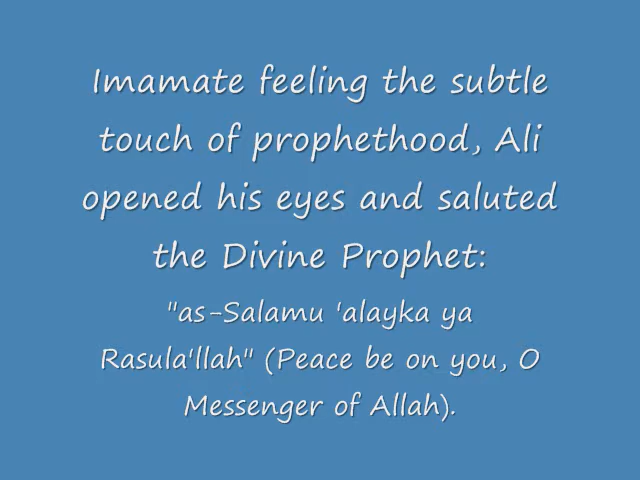 Imamate feeling the subtle
touch of prophethood, Ali
opened his eyes and saluted
the Divine Prophet:
"as-Salamu 'alayka ya
Rasula'llah" (Peace be on you, O
Messenger of Allah).